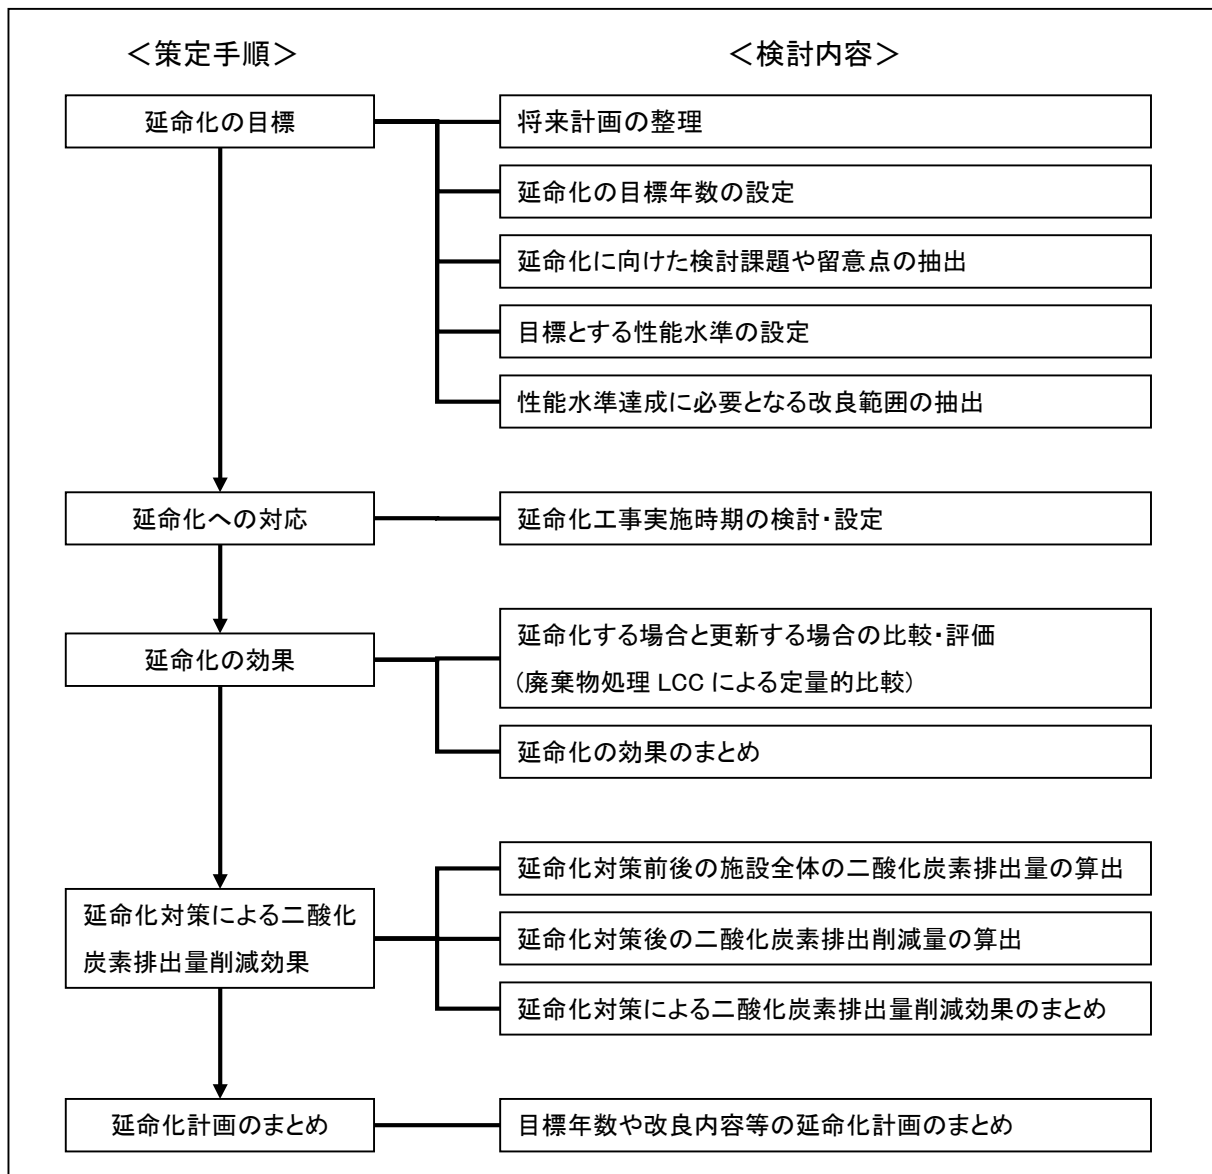 ＜策定手順＞
＜検討内容＞
延命化の目標
将来計画の整理
延命化の目標年数の設定
延命化に向けた検討課題や留意点の抽出
目標とする性能水準の設定
性能水準達成に必要となる改良範囲の抽出
延命化への対応
延命化工事実施時期の検討・設定
延命化の効果
延命化する場合と更新する場合の比較・評価
(廃棄物処理 LCC による定量的比較)
延命化の効果のまとめ
延命化対策による二酸化
炭素排出量削減効果
延命化対策前後の施設全体の二酸化炭素排出量の算出
延命化対策後の二酸化炭素排出削減量の算出
延命化対策による二酸化炭素排出量削減効果のまとめ
延命化計画のまとめ
目標年数や改良内容等の延命化計画のまとめ